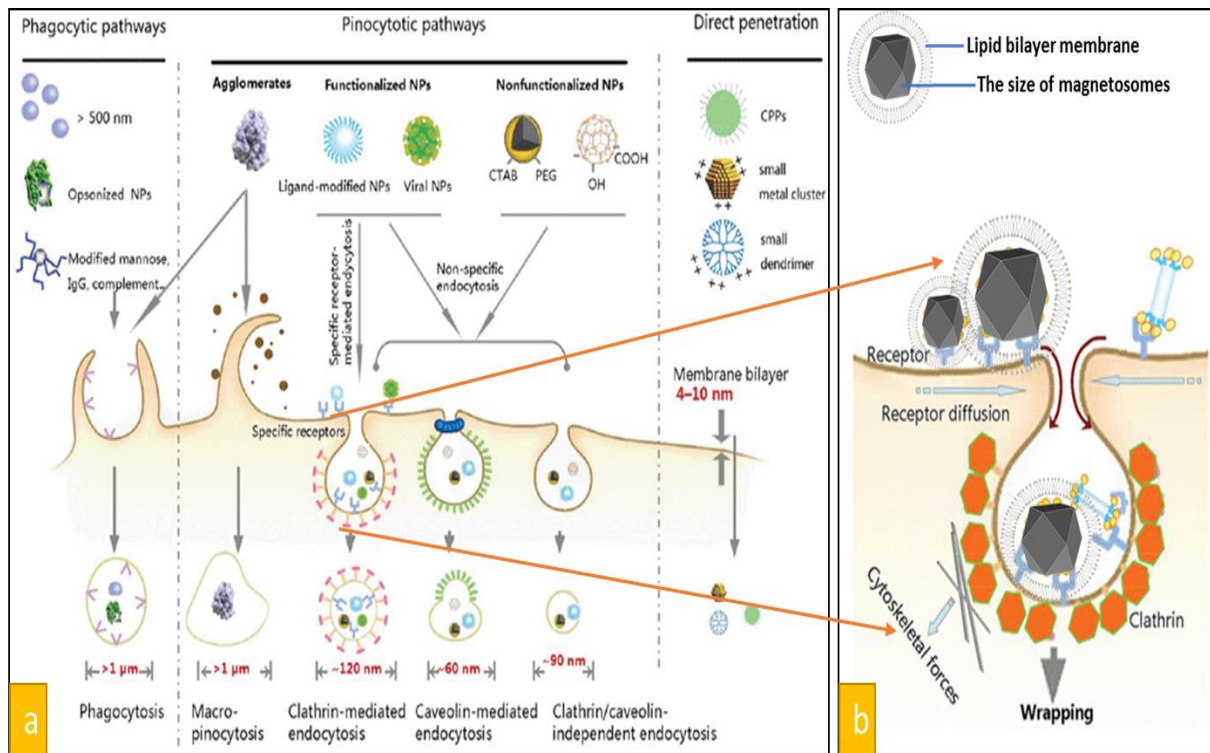 Phagocytic pathways
Pinocytotic pathways
Direct penetration
> 500 nm
Opsonized NPs
Modified mannose,
IgG, complement..
Agglomerates
Functionalized NPs
Nonfunctionalized NPs
Ligand-modified NPs
Viral NPs
CTAB
PEG
COOH
OH
CPPs
small
metal cluster
small
dendrimer
Specific receptor-
mediated endycytosis
Non-specific
endocytosis
Specific receptors
Membrane bilayer
4–10 nm
>1 μm
>1 μm
~120 nm
~60 nm
~90 nm
Phagocytosis
Macro-
pinocytosis
Clathrin-mediated
endocytosis
Caveolin-mediated
endocytosis
Clathrin/caveolin-
independent endocytosis
a
Lipid bilayer membrane
The size of magnetosomes
Receptor
Receptor diffusion
Cytoskeletal forces
Clathrin
Wrapping
b